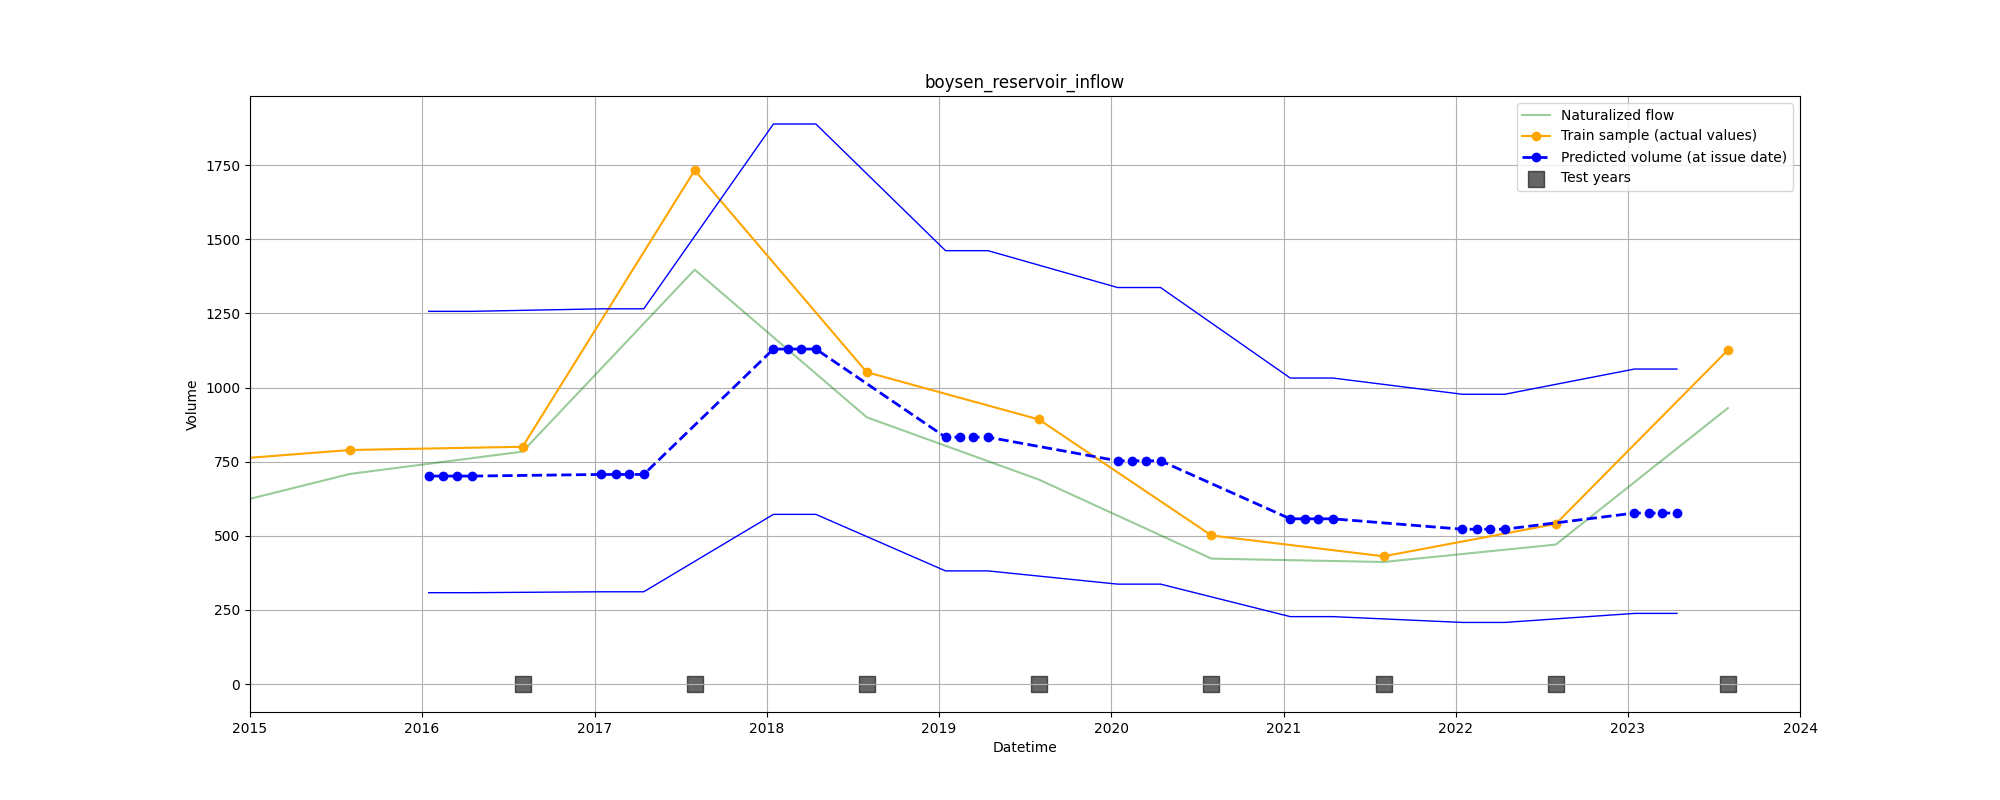 boysen_reservoir_inflow
Naturalized flow
Train sample (actual values)
Predicted volume (at issue date)
Test years
Volume
1750
1500
1250
1000
750
500
250
0
2015 2016 2017 2018 2019 2020 2021 2022 2023 2024
Datetime